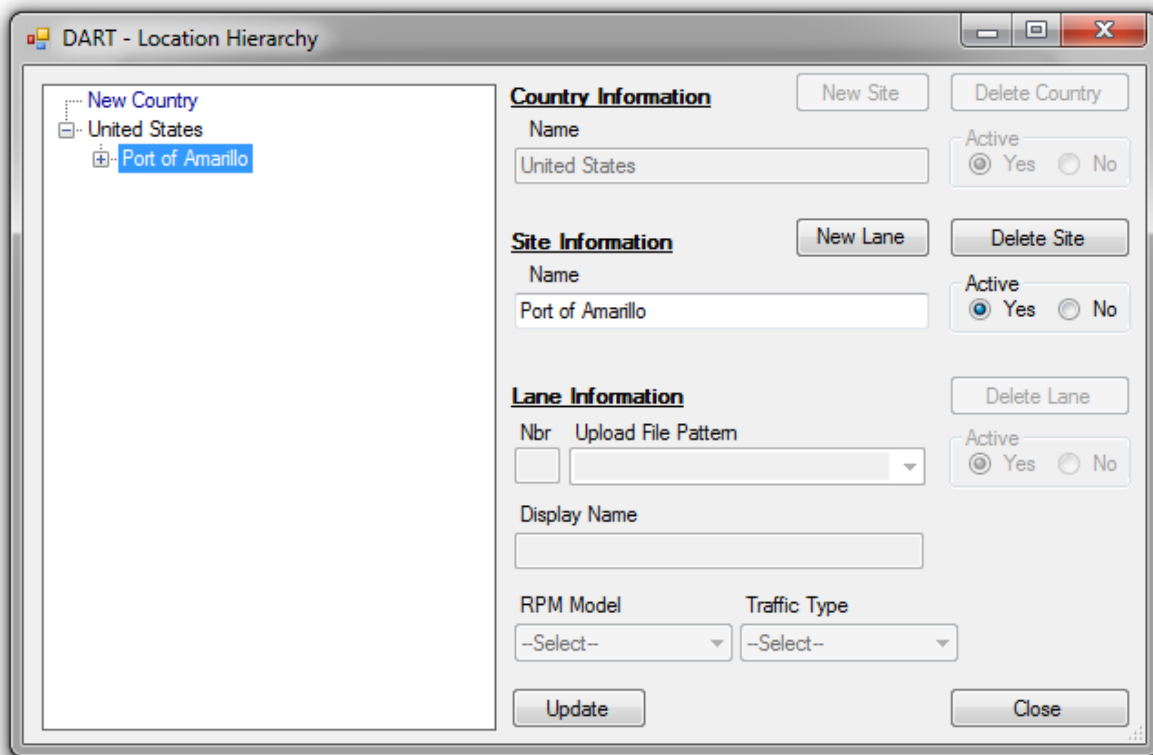 DART - Location Hierarchy
New Country
United States
Port of Amarillo
Country Information
New Site
Delete Country
Name
United States
Active
Yes No
Site Information
New Lane
Delete Site
Name
Port of Amarillo
Active
Yes No
Lane Information
Delete Lane
Nbr Upload File Pattern
Active
Yes No
Display Name
RPM Model Traffic Type
--Select-- --Select--
Update
Close